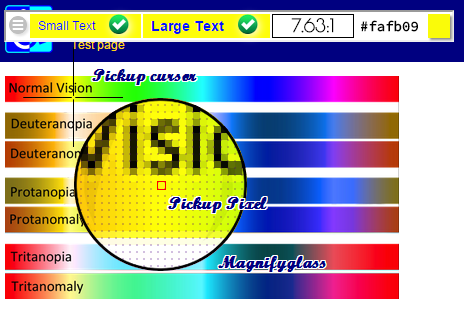 Small Text Large Text 7.63:1 #fafb09
Test page
Pickup cursor
Normal Vision
Deuteranopia
Deuteranom
VISIO
Protanopia
Pickup Pixel
Protanomaly
Tritanopia
Magnifyglass
Tritanomaly